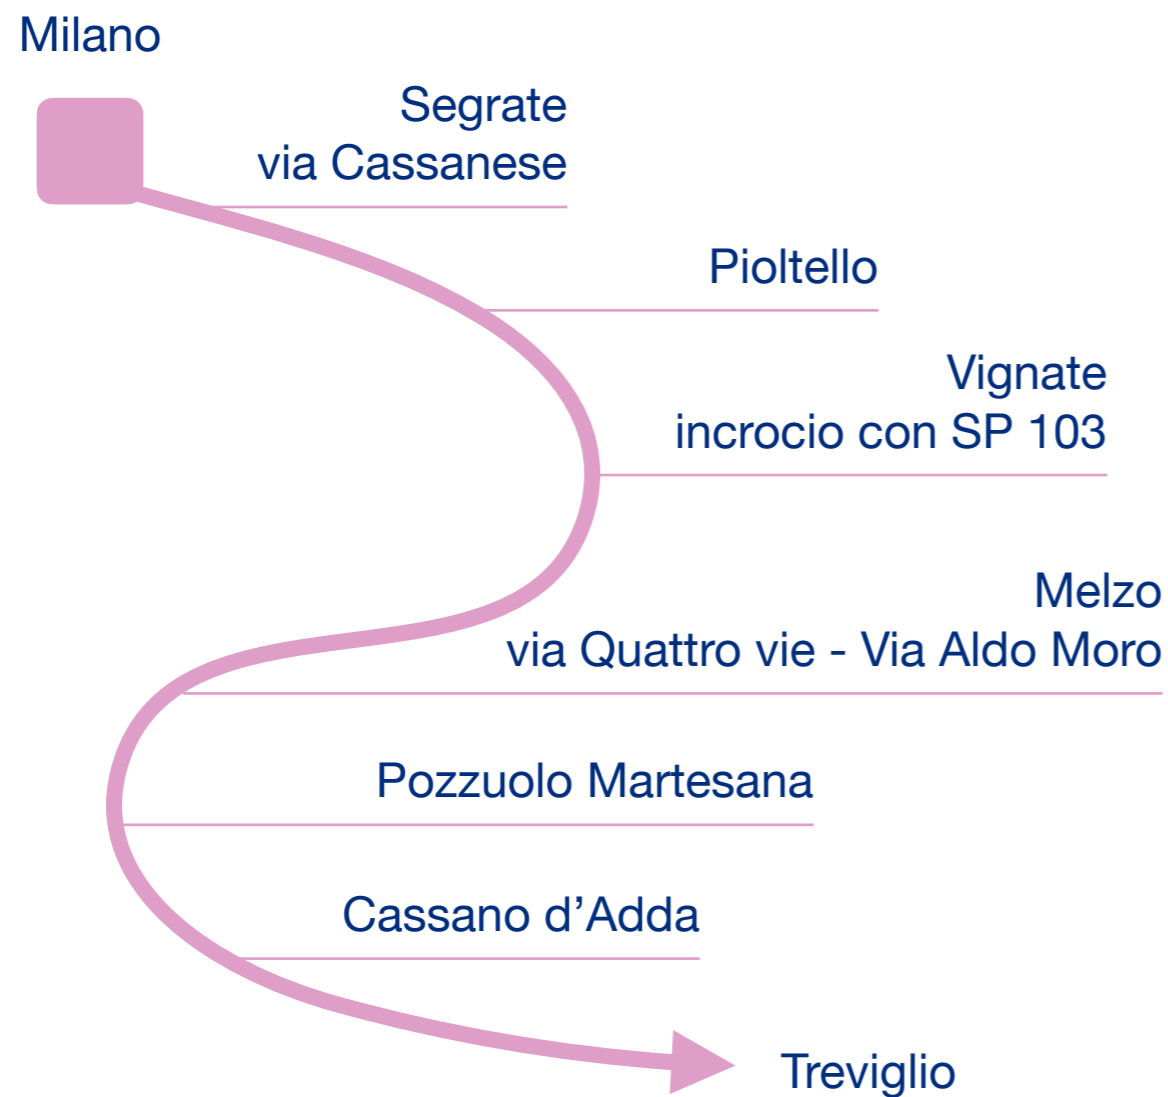 Milano
Segrate
via Cassanese
Pioltello
Vignate
incrocio con SP 103
Melzo
via Quattro vie - Via Aldo Moro
Pozzuolo Martesana
Cassano d’Adda
Treviglio